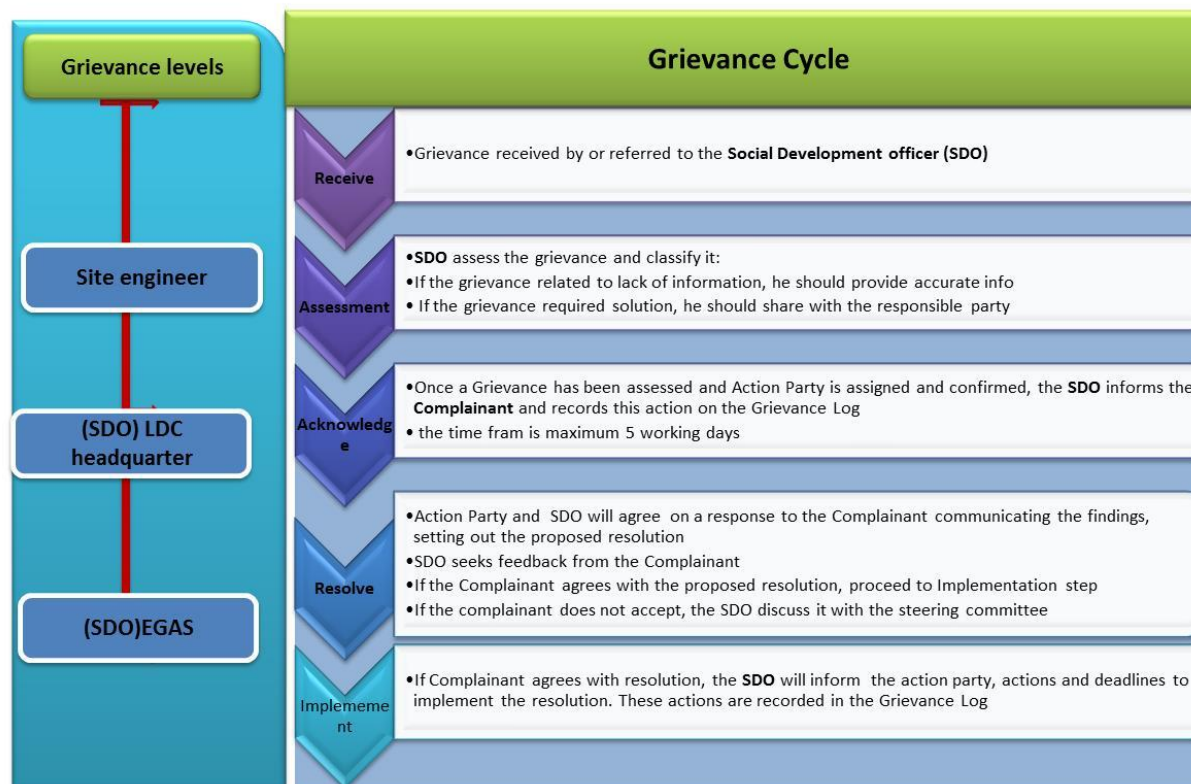 Grievance levels
Site engineer
(SDO) LDC
headquarter
(SDO)EGAS
Grievance Cycle
Receive
•Grievance received by or referred to the Social Development officer (SDO)
Assessment
•SDO assess the grievance and classify it:
•If the grievance related to lack of information, he should provide accurate info
• If the grievance required solution, he should share with the responsible party
Acknowledg
e
•Once a Grievance has been assessed and Action Party is assigned and confirmed, the SDO informs the
Complainant and records this action on the Grievance Log
• the time fram is maximum 5 working days
Resolve
•Action Party and SDO will agree on a response to the Complainant communicating the findings,
setting out the proposed resolution
•SDO seeks feedback from the Complainant
•If the Complainant agrees with the proposed resolution, proceed to Implementation step
•If the complainant does not accept, the SDO discuss it with the steering committee
Implememe
nt
•If Complainant agrees with resolution, the SDO will inform the action party, actions and deadlines to
implement the resolution. These actions are recorded in the Grievance Log